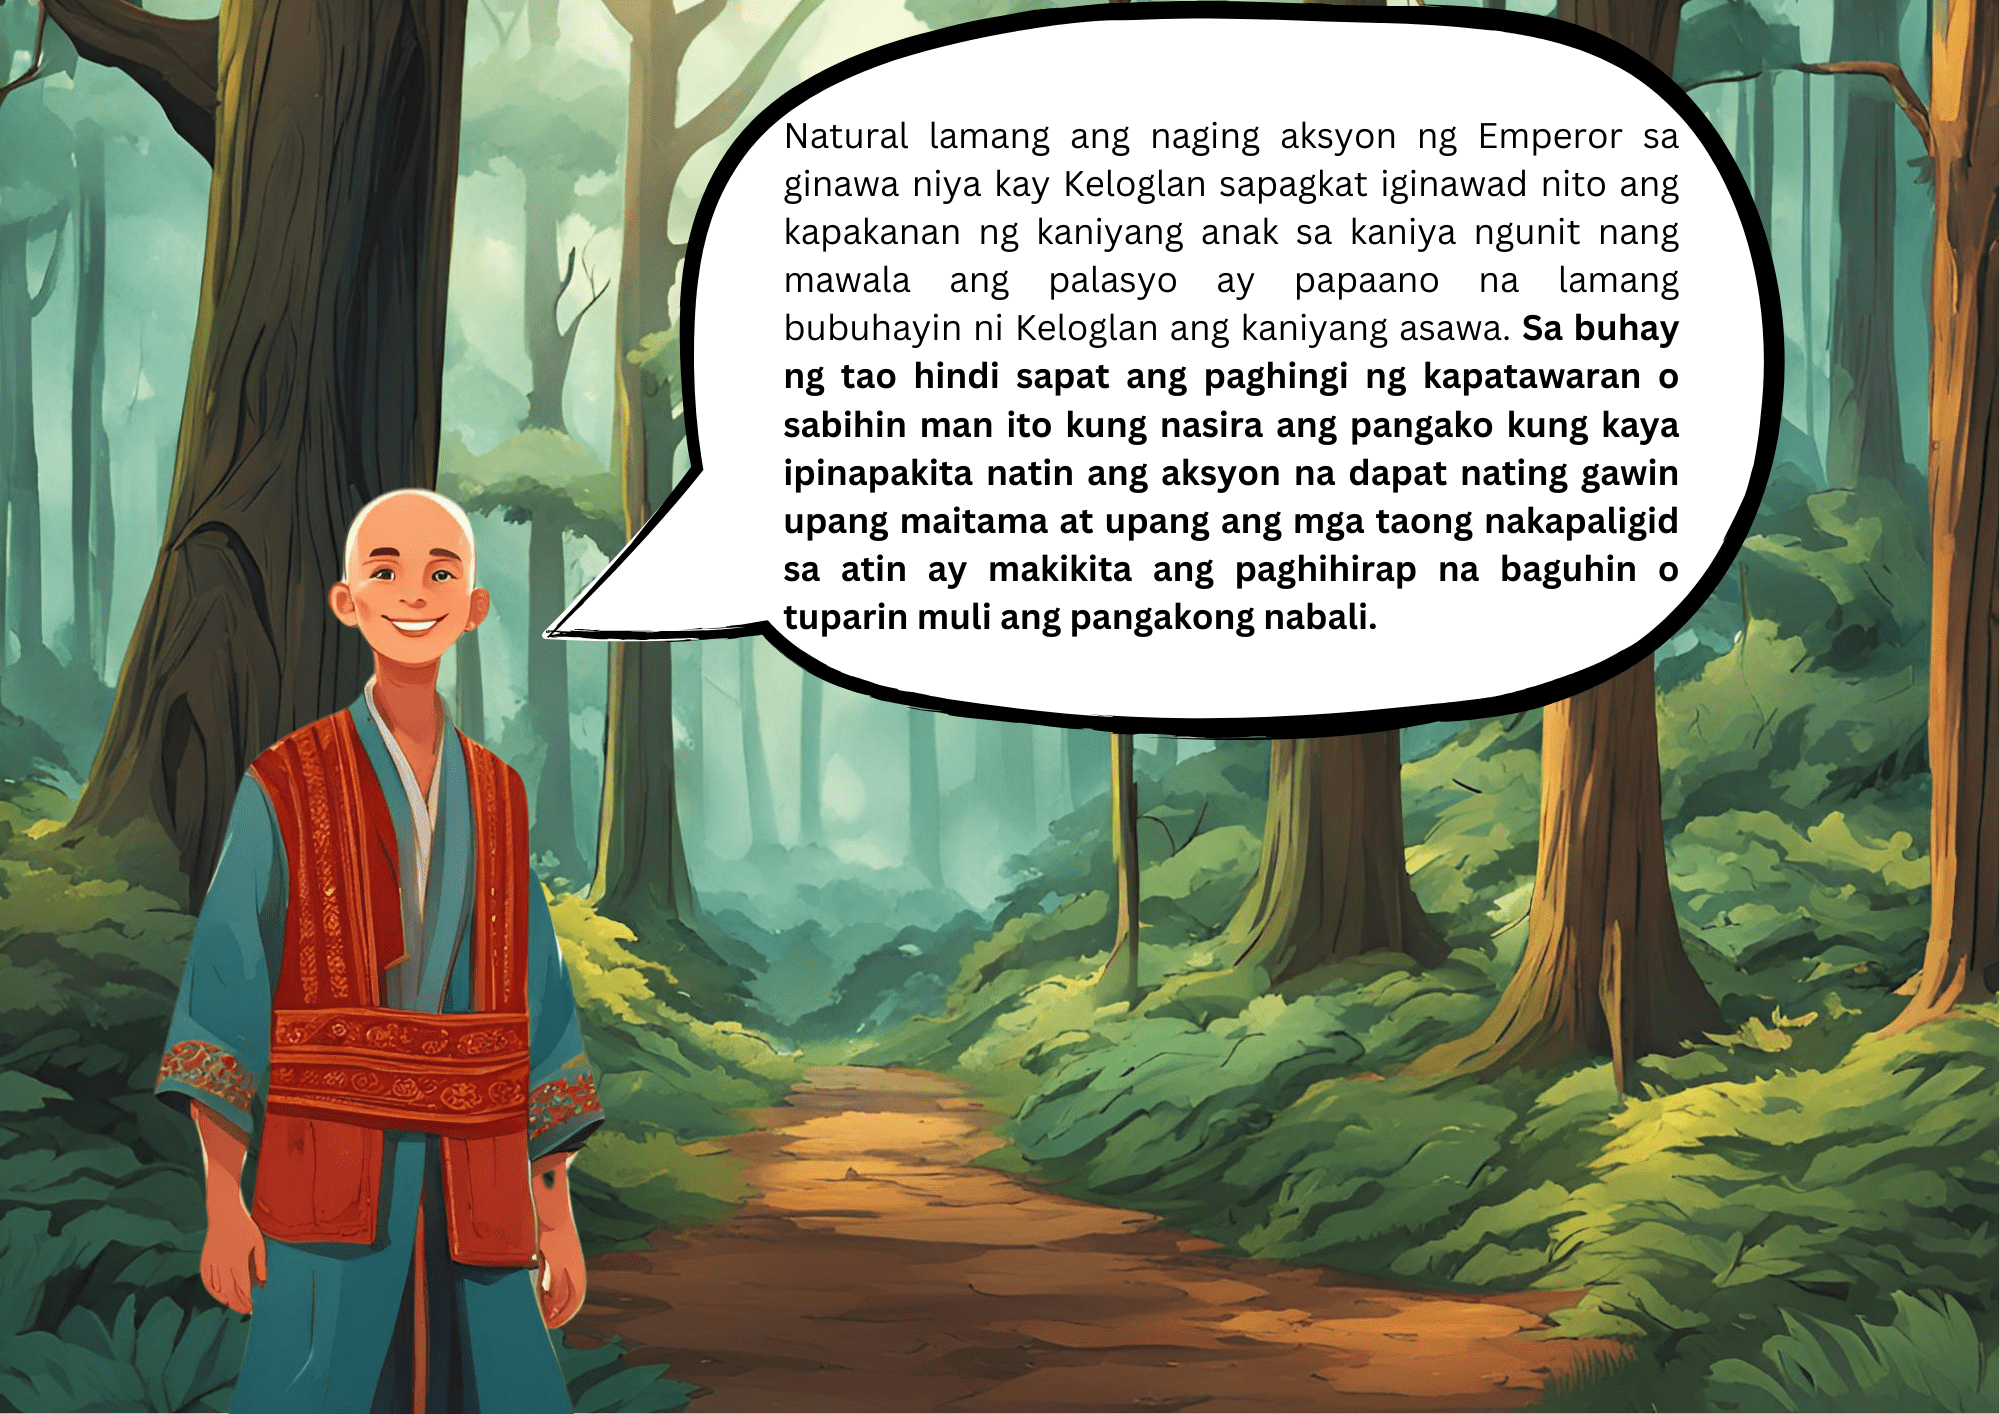 Natural lamang ang naging aksyon ng Emperor sa
ginawa niya kay Keloglan sapagkat iginawad nito ang
kapakanan ng kaniyang anak sa kaniya ngunit nang
mawala ang palasyo ay papaano na lamang
bubuhayin ni Keloglan ang kaniyang asawa. Sa buhay
ng tao hindi sapat ang paghingi ng kapatawaran o
sabihin man ito kung nasira ang pangako kung kaya
ipinapakita natin ang aksyon na dapat nating gawin
upang maitama at upang ang mga taong nakapaligid
sa atin ay makikita ang paghihirap na baguhin o
tuparin muli ang pangakong nabali.